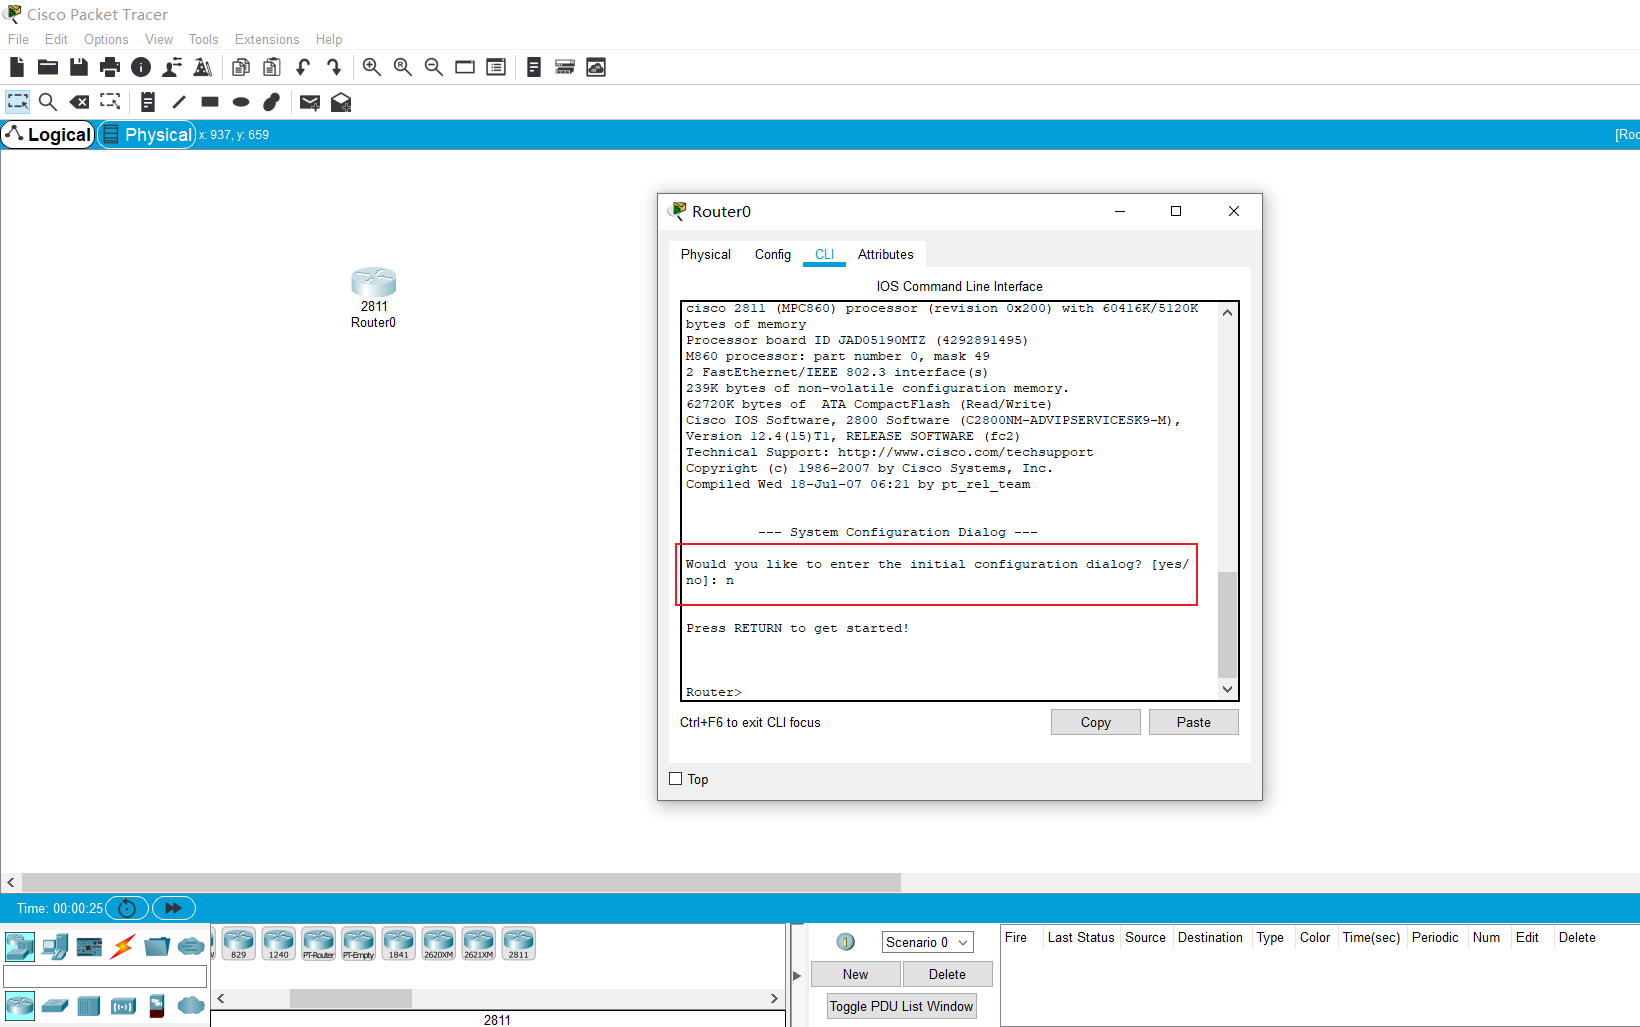 Cisco Packet Tracer
File Edit Options View Tools Extensions Help
Logical Physical x: 937, y: 659
2811
Router0
Router0
Physical Config CLI Attributes
IOS Command Line Interface
cisco 2811 (MPC860) processor (revision 0x200) with 60416K/5120K
bytes of memory
Processor board ID JAD05190MTZ (4292891495)
M860 processor: part number 0, mask 49
2 FastEthernet/IEEE 802.3 interface(s)
239K bytes of non-volatile configuration memory.
62720K bytes of  ATA CompactFlash (Read/Write)
Cisco IOS Software, 2800 Software (C2800NM-ADVIPSERVICESK9-M),
Version 12.4(15)T1, RELEASE SOFTWARE (fc2)
Technical Support: http://www.cisco.com/techsupport
Copyright (c) 1986-2007 by Cisco Systems, Inc.
Compiled Wed 18-Jul-07 06:21 by pt_rel_team
--- System Configuration Dialog ---
Would you like to enter the initial configuration dialog? [yes/
no]: n
Press RETURN to get started!
Router>
Ctrl+F6 to exit CLI focus
Copy Paste
Top
Time: 00:00:25
829 1240 PT-Router PT-Empty 1841 2620XM 2621XM 2811
2811
1
Scenario 0
New Delete
Toggle PDU List Window
Fire Last Status Source Destination Type Color Time(sec) Periodic Num Edit Delete